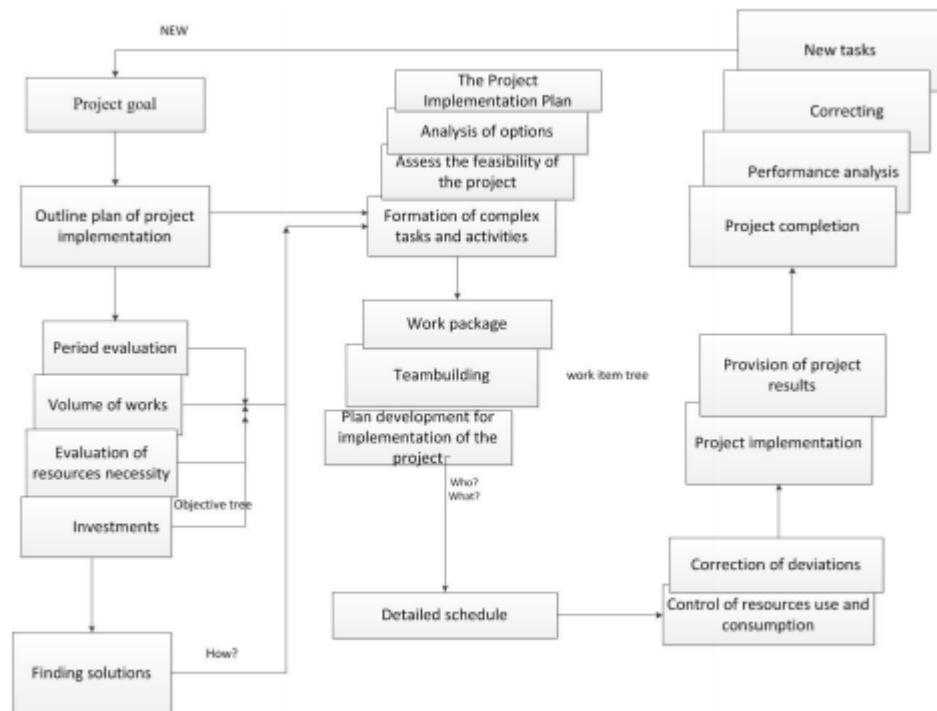 NEW
Project goal
Outline plan of project
implementation
Period evaluation
Volume of works
Evaluation of
resources necessity
Objective tree
Investments
Finding solutions
How?
The Project
Implementation Plan
Analysis of options
Assess the feasibility of
the project
Formation of complex
tasks and activities
Work package
Teambuilding
work item tree
Plan development for
implementation of the
project
Who?
What?
Detailed schedule
New tasks
Correcting
Performance analysis
Project completion
Provision of project
results
Project implementation
Correction of deviations
Control of resources use and
consumption